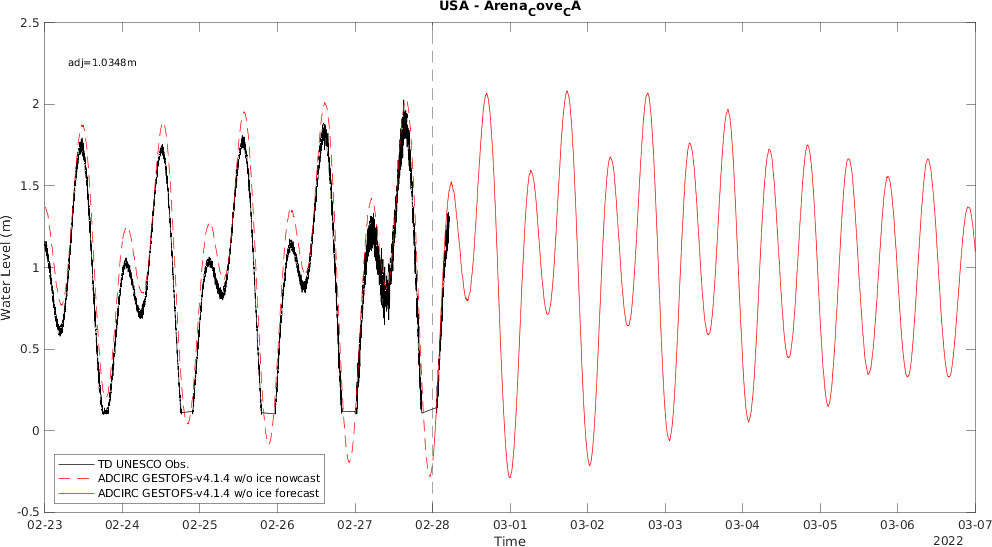 USA - ArenaCoveCA
2.5
2
1.5
1
0.5
0
-0.5
Water Level (m)
adj=1.0348m
TD UNESCO Obs.
ADCIRC GESTOFS-v4.1.4 w/o ice nowcast
ADCIRC GESTOFS-v4.1.4 w/o ice forecast
02-23 02-24 02-25 02-26 02-27 02-28 03-01 03-02 03-03 03-04 03-05 03-06 03-07
Time
2022